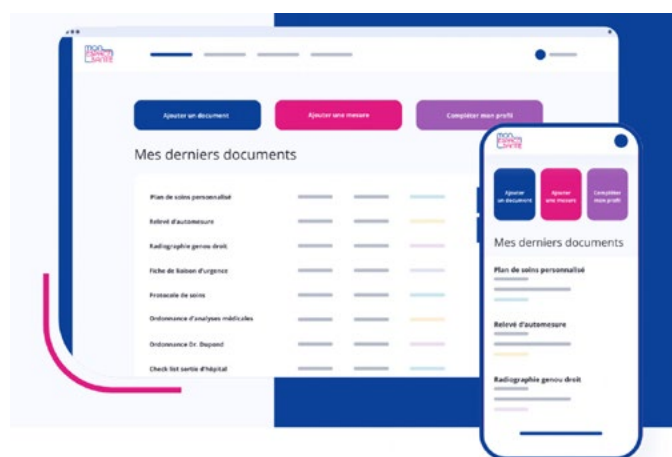 mon
ESPACE
SANTÉ
Ajouter un document
Ajouter une mesure
Compléter mon profil
Mes derniers documents
Plan de soins personnalisé
Relevé d'automesure
Radiographie genou droit
Fiche de liaison d'urgence
Protocole de soins
Ordonnance d'analyses médicales
Ordonnance Dr. Dupond
Check list sortie d'hôpital
mon
ESPACE
SANTÉ
Ajouter
un document
Ajouter
une mesure
Compléter
mon profil
Mes derniers documents
Plan de soins personnalisé
Relevé d'automesure
Radiographie genou droit